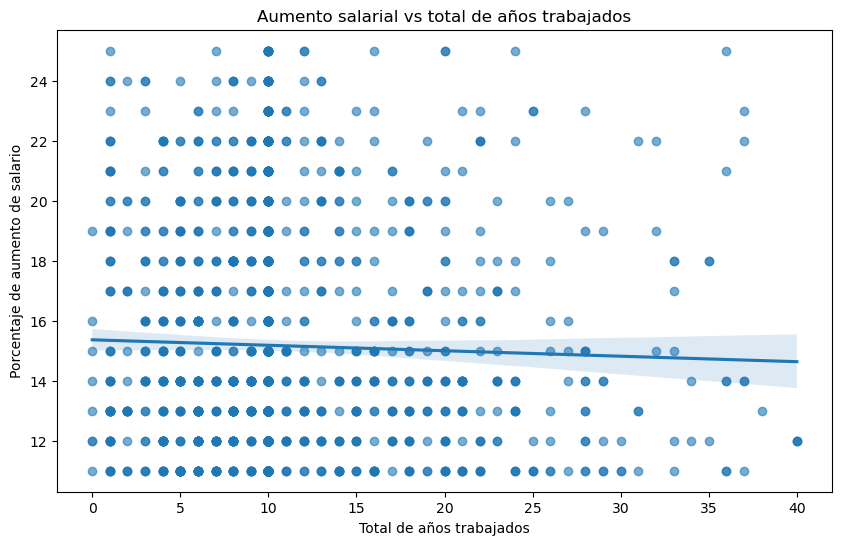 Aumento salarial vs total de años trabajados
Porcentaje de aumento de salario
24
22
20
18
16
14
12
0 5 10 15 20 25 30 35 40
Total de años trabajados